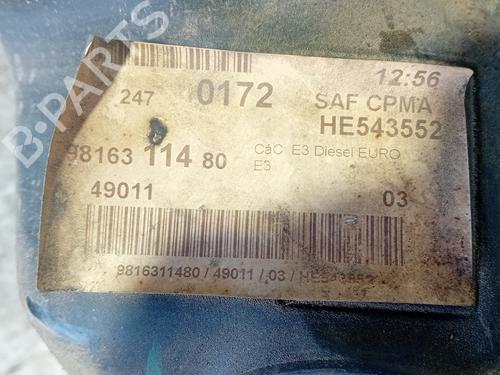 12:56
247 0172 SAF CPMA
HE543552
98163 114 80 CàC E3 Diesel EURO
E3
49011 03
9816311480 / 49011 / 03 / HE543552
B-PARTS